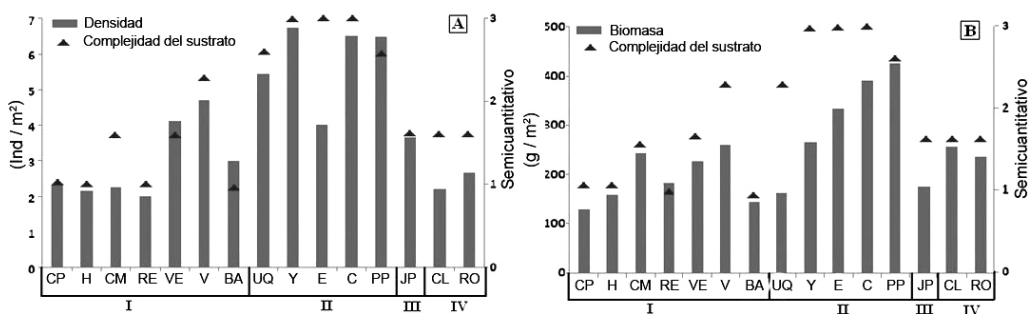 A
Densidad
Complejidad del sustrato
(Ind / m²)
7
6
5
4
3
2
1
0
Semicuantitativo
3
2
1
0
CP H CM RE VE V BA UQ Y E C PP JP CL RO
I II III IV
B
Biomasa
Complejidad del sustrato
(g / m²)
500
400
300
200
100
000
Semicuantitativo
3
2
1
0
CP H CM RE VE V BA UQ Y E C PP JP CL RO
I II III IV